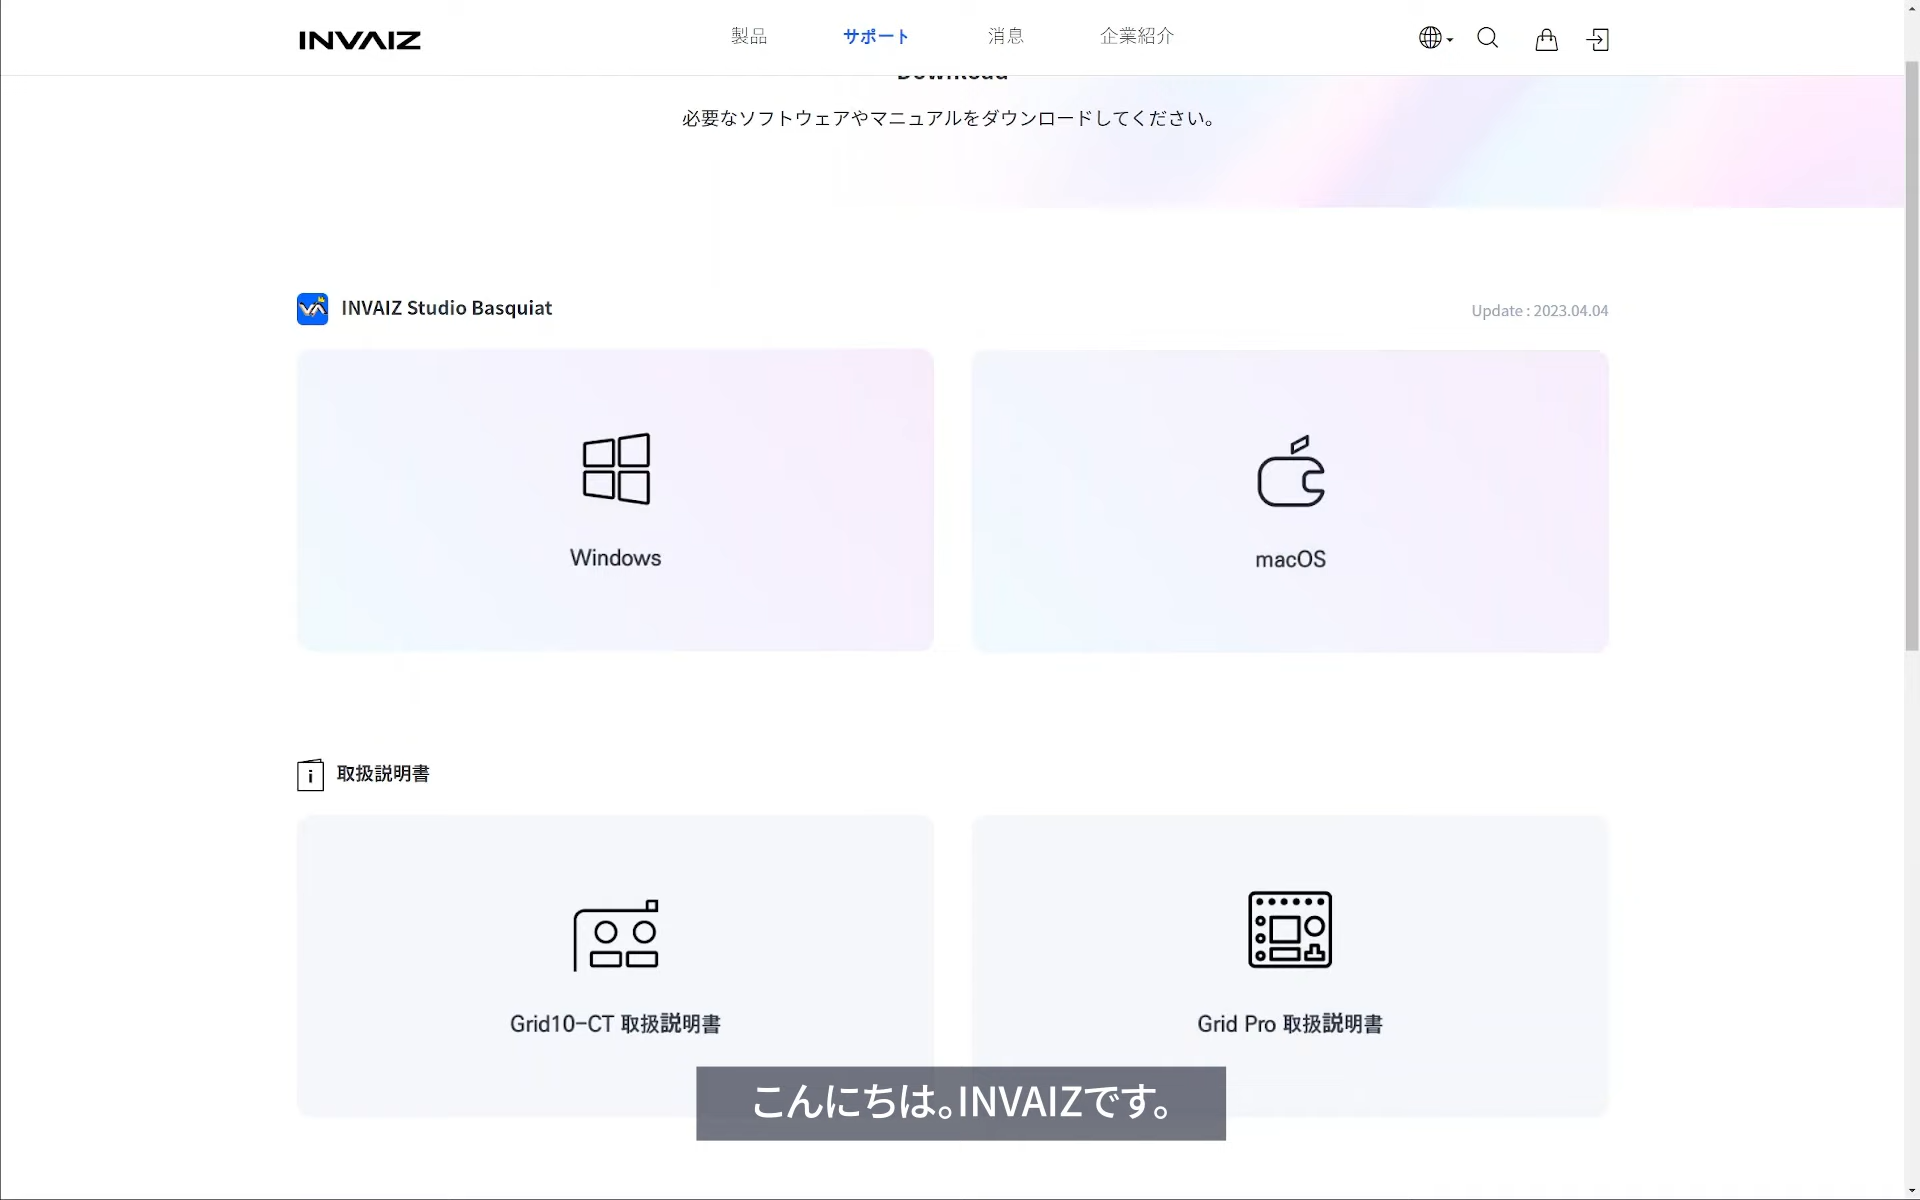 INVAIZ
製品 サポート 消息 企業紹介
Download
必要なソフトウェアやマニュアルをダウンロードしてください。
INVAIZ Studio Basquiat
Update : 2023.04.04
Windows
macOS
取扱説明書
Grid10-CT 取扱説明書
Grid Pro 取扱説明書
こんにちは。INVAIZです。